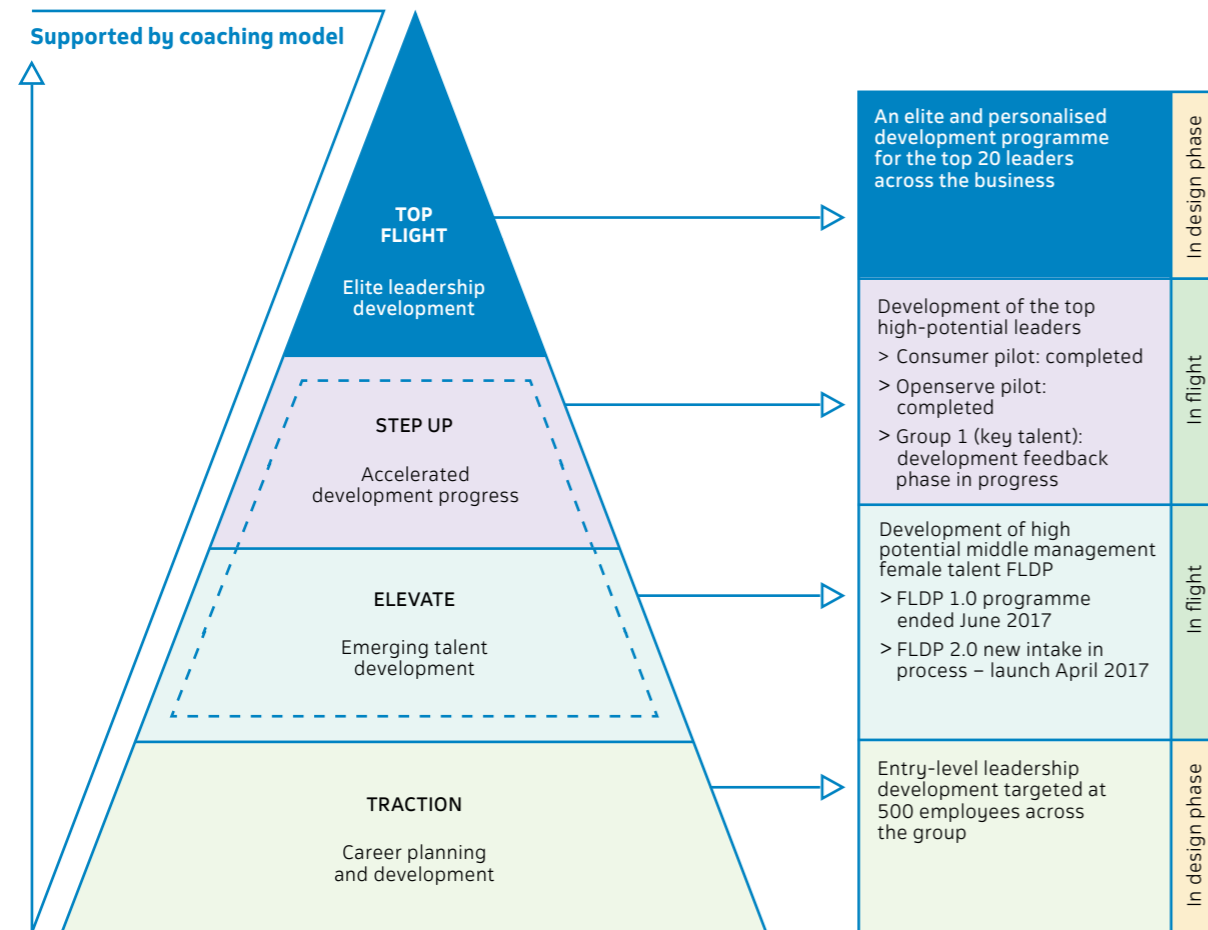 Supported by coaching model
TOP
FLIGHT
Elite leadership
development
An elite and personalised
development programme
for the top 20 leaders
across the business
In design phase
STEP UP
Accelerated
development progress
Development of the top
high-potential leaders
> Consumer pilot: completed
> Openserve pilot:
completed
> Group 1 (key talent):
development feedback
phase in progress
In flight
ELEVATE
Emerging talent
development
Development of high
potential middle management
female talent FLDP
> FLDP 1.0 programme
ended June 2017
> FLDP 2.0 new intake in
process – launch April 2017
In flight
TRACTION
Career planning
and development
Entry-level leadership
development targeted at
500 employees across
the group
In design phase